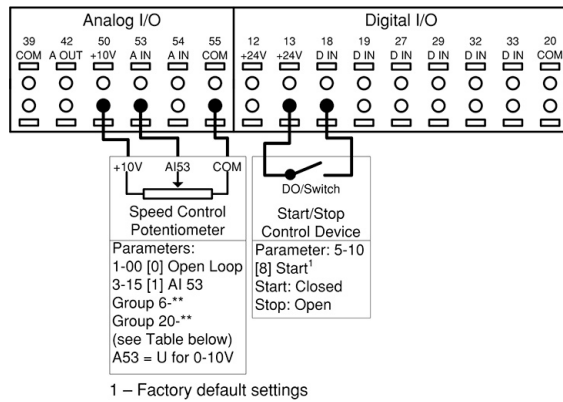 Analog I/O
Digital I/O
39 42 50 53 54 55 12 13 18 19 27 29 32 33 20
COM A OUT +10V A IN A IN COM +24V +24V D IN D IN D IN D IN D IN D IN COM
+10V AI53 COM
DO/Switch
Speed Control
Potentiometer
Parameters:
1-00 [0] Open Loop
3-15 [1] AI 53
Group 6-**
Group 20-**
(see Table below)
A53 = U for 0-10V
Start/Stop
Control Device
Parameter: 5-10
[8] Start¹
Start: Closed
Stop: Open
1 – Factory default settings